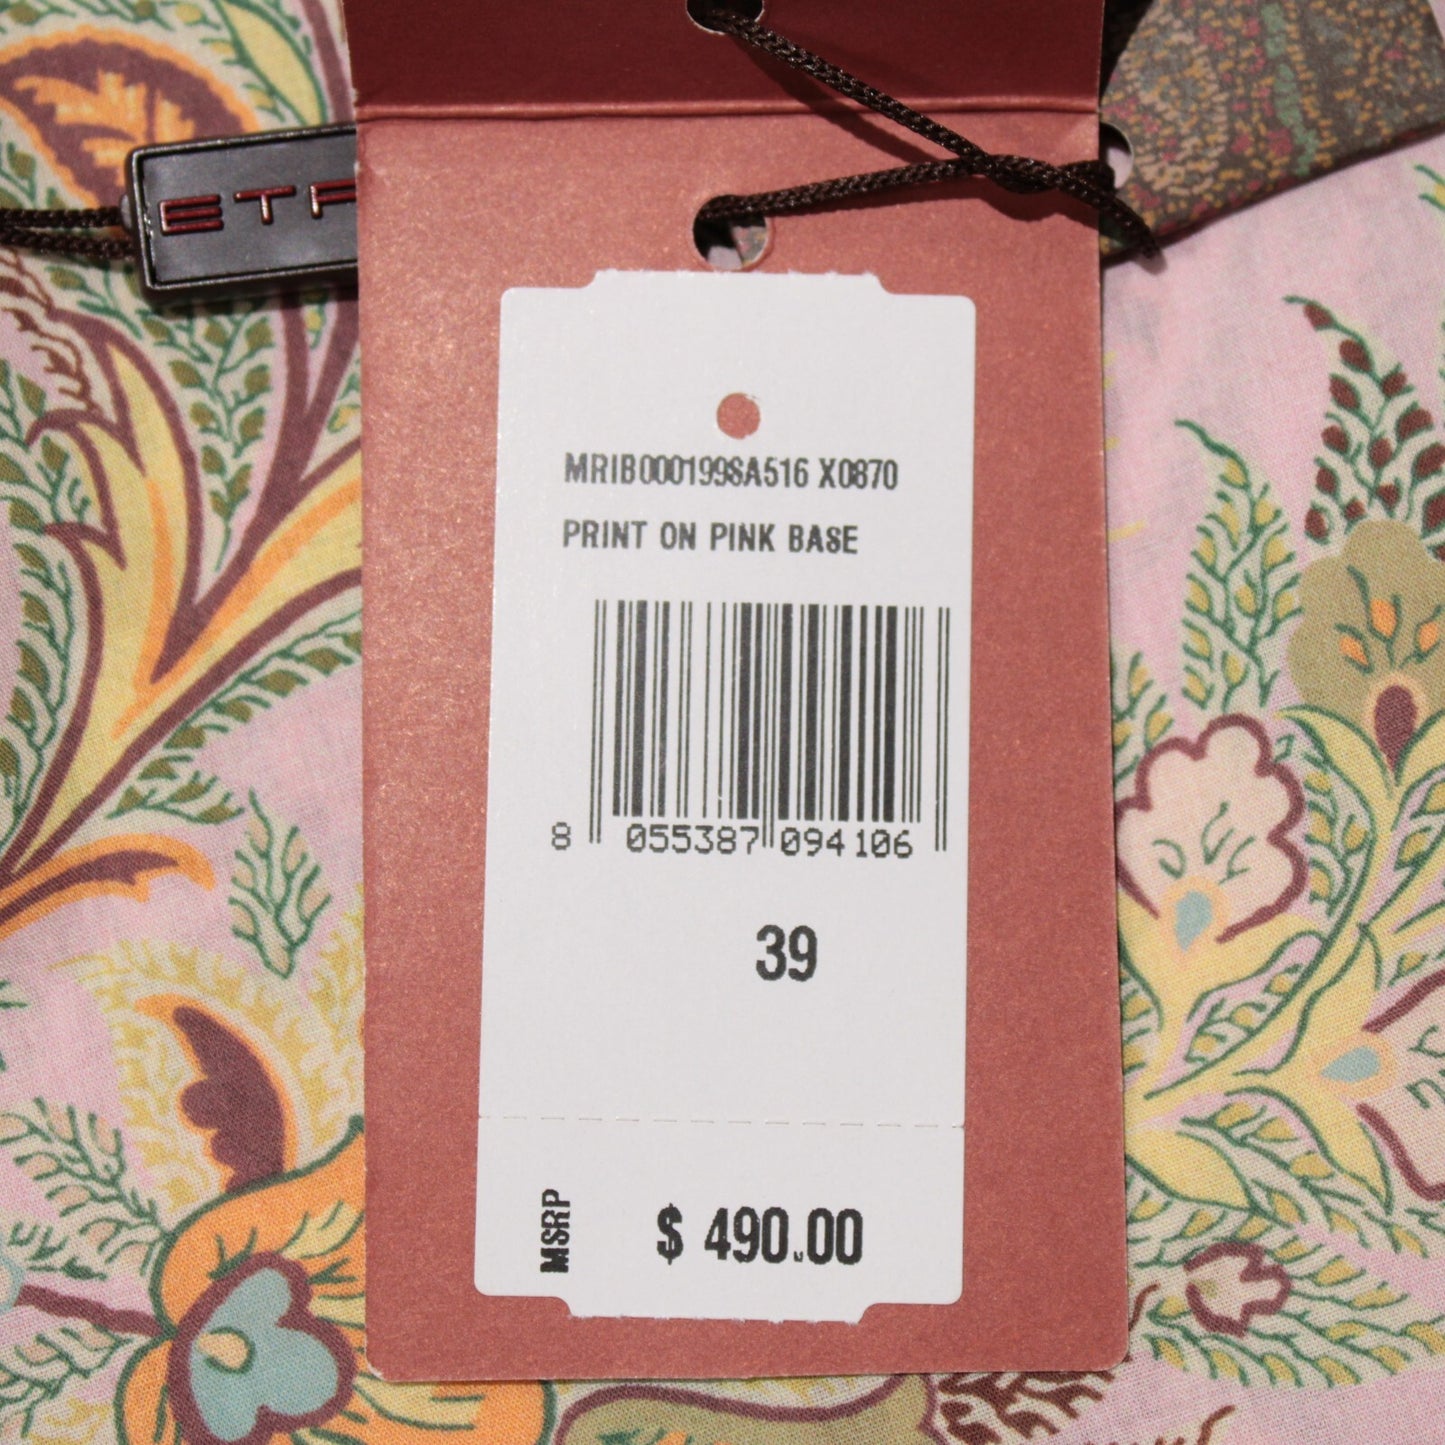 ETR
MRIB000199SA516 X0870
PRINT ON PINK BASE
8 055387 094106
39
MSRP
$ 490.00